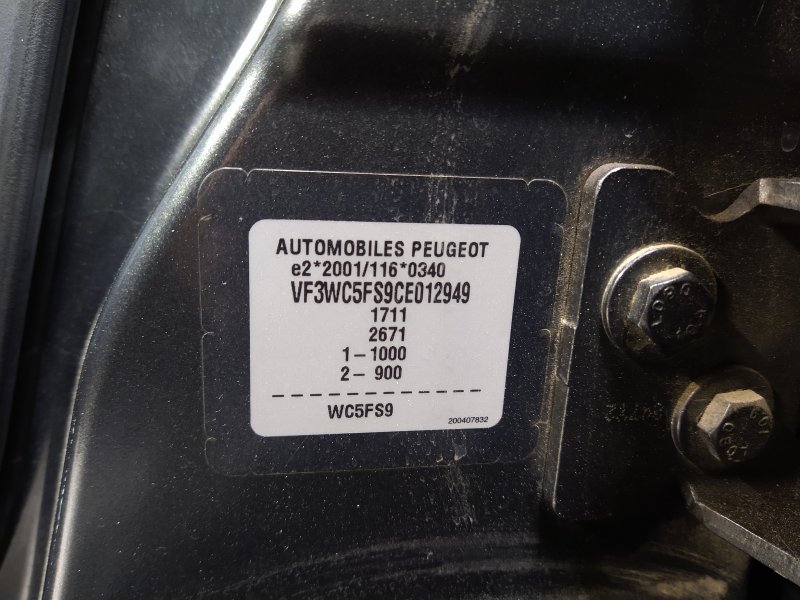 AUTOMOBILES PEUGEOT
e2*2001/116*0340
VF3WC5FS9CE012949
1711
2671
1-1000
2- 900
WC5FS9
200407832